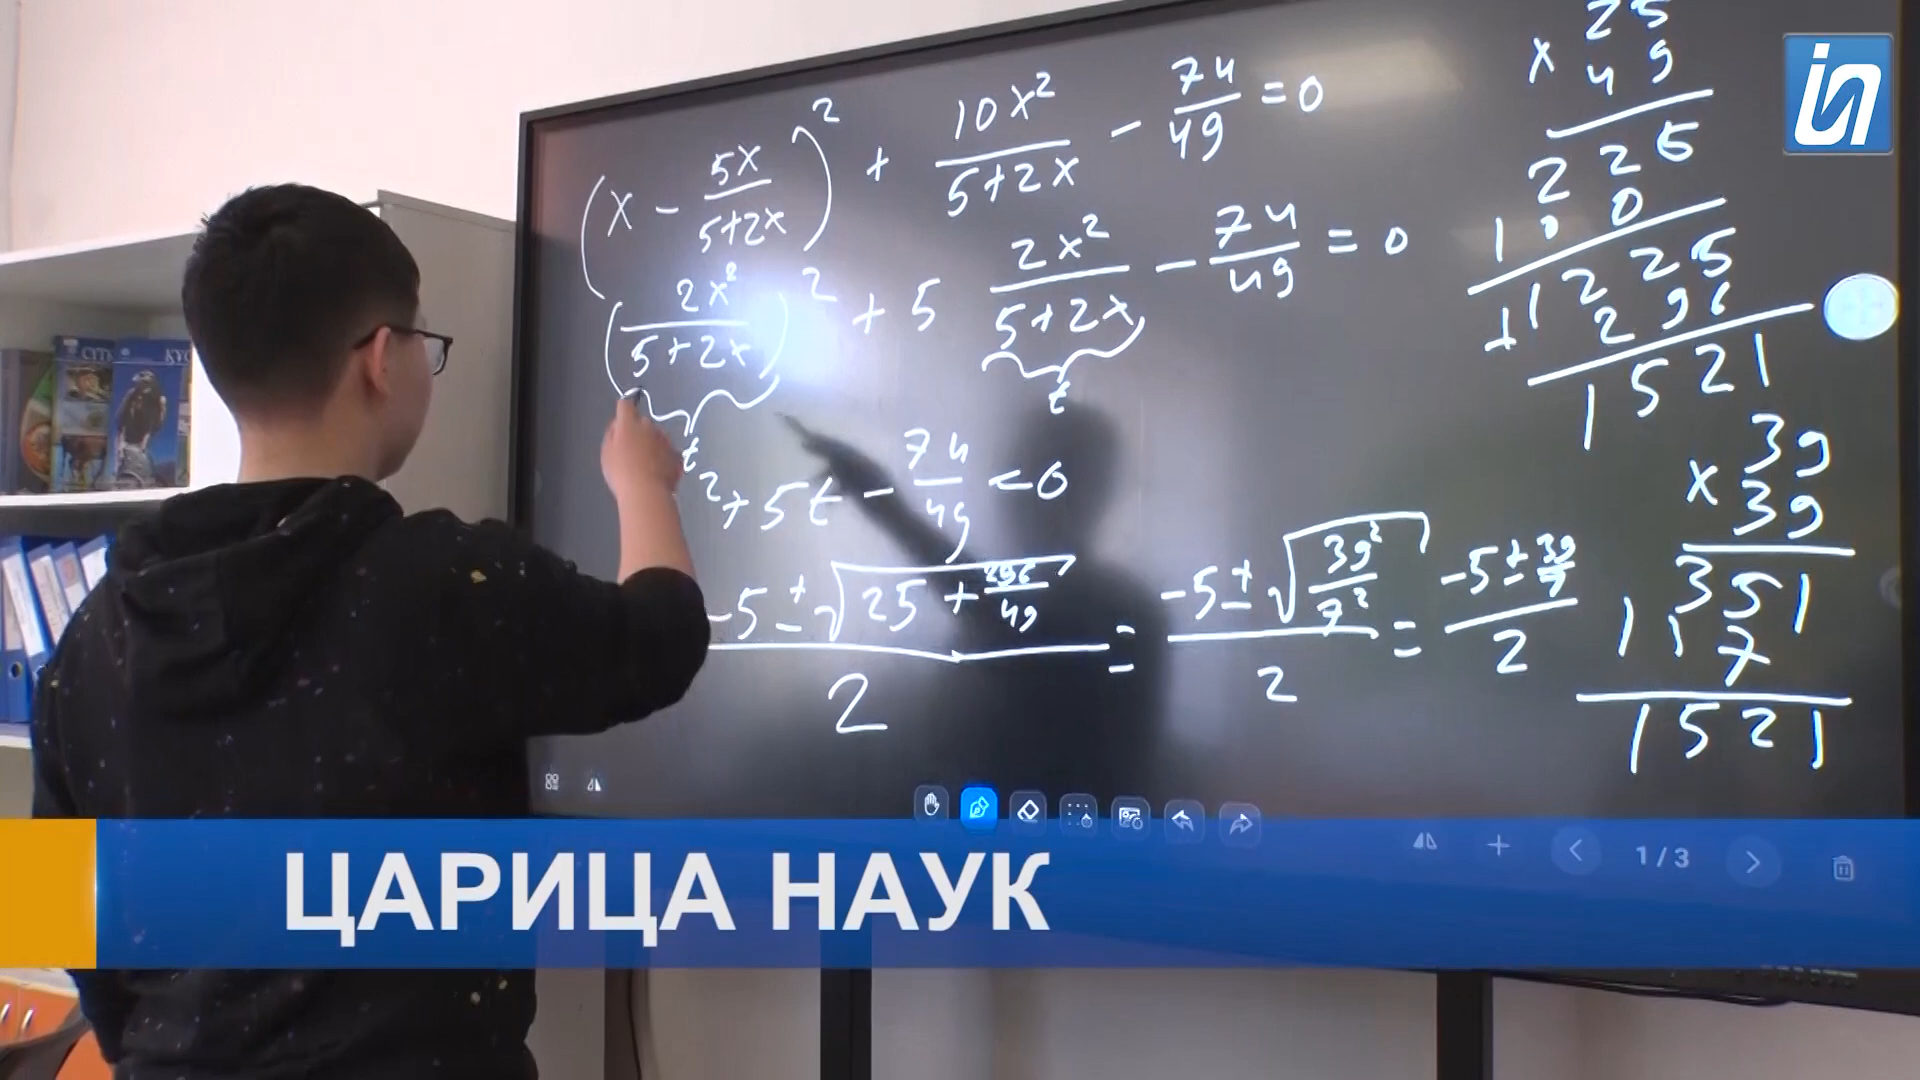 (x - 5x/(5+2x))² + 10x²/(5+2x) - 74/49 = 0
(2x²/(5+2x))² + 5 2x²/(5+2x) - 74/49 = 0
t t
² + 5t - 74/49 = 0
-5 ± √(25 + 296/49) / 2 = -5 ± √(39²/7²) / 2 = -5 ± 39/7 / 2
25
× 49
225
100
1225
+ 296
1521
39
× 39
351
117
1521
in
1 / 3
ЦАРИЦА НАУК